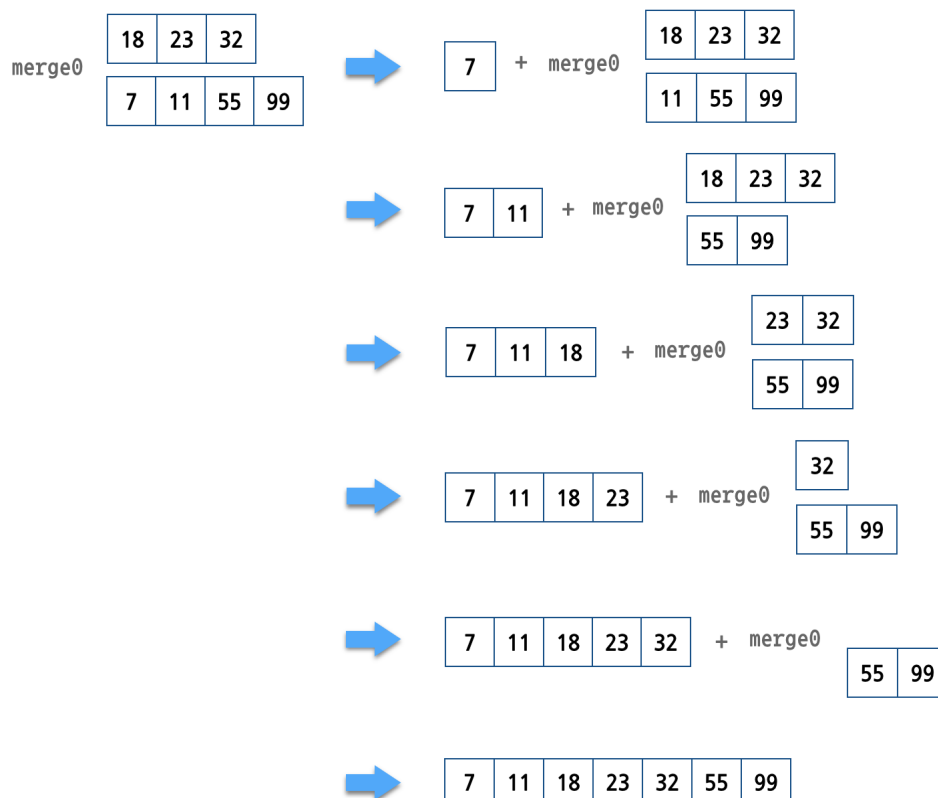 18 23 32
merge0
7 11 55 99
18 23 32
7 + merge0
11 55 99
18 23 32
7 11 + merge0
55 99
23 32
7 11 18 + merge0
55 99
32
7 11 18 23 + merge0
55 99
7 11 18 23 32 + merge0
55 99
7 11 18 23 32 55 99